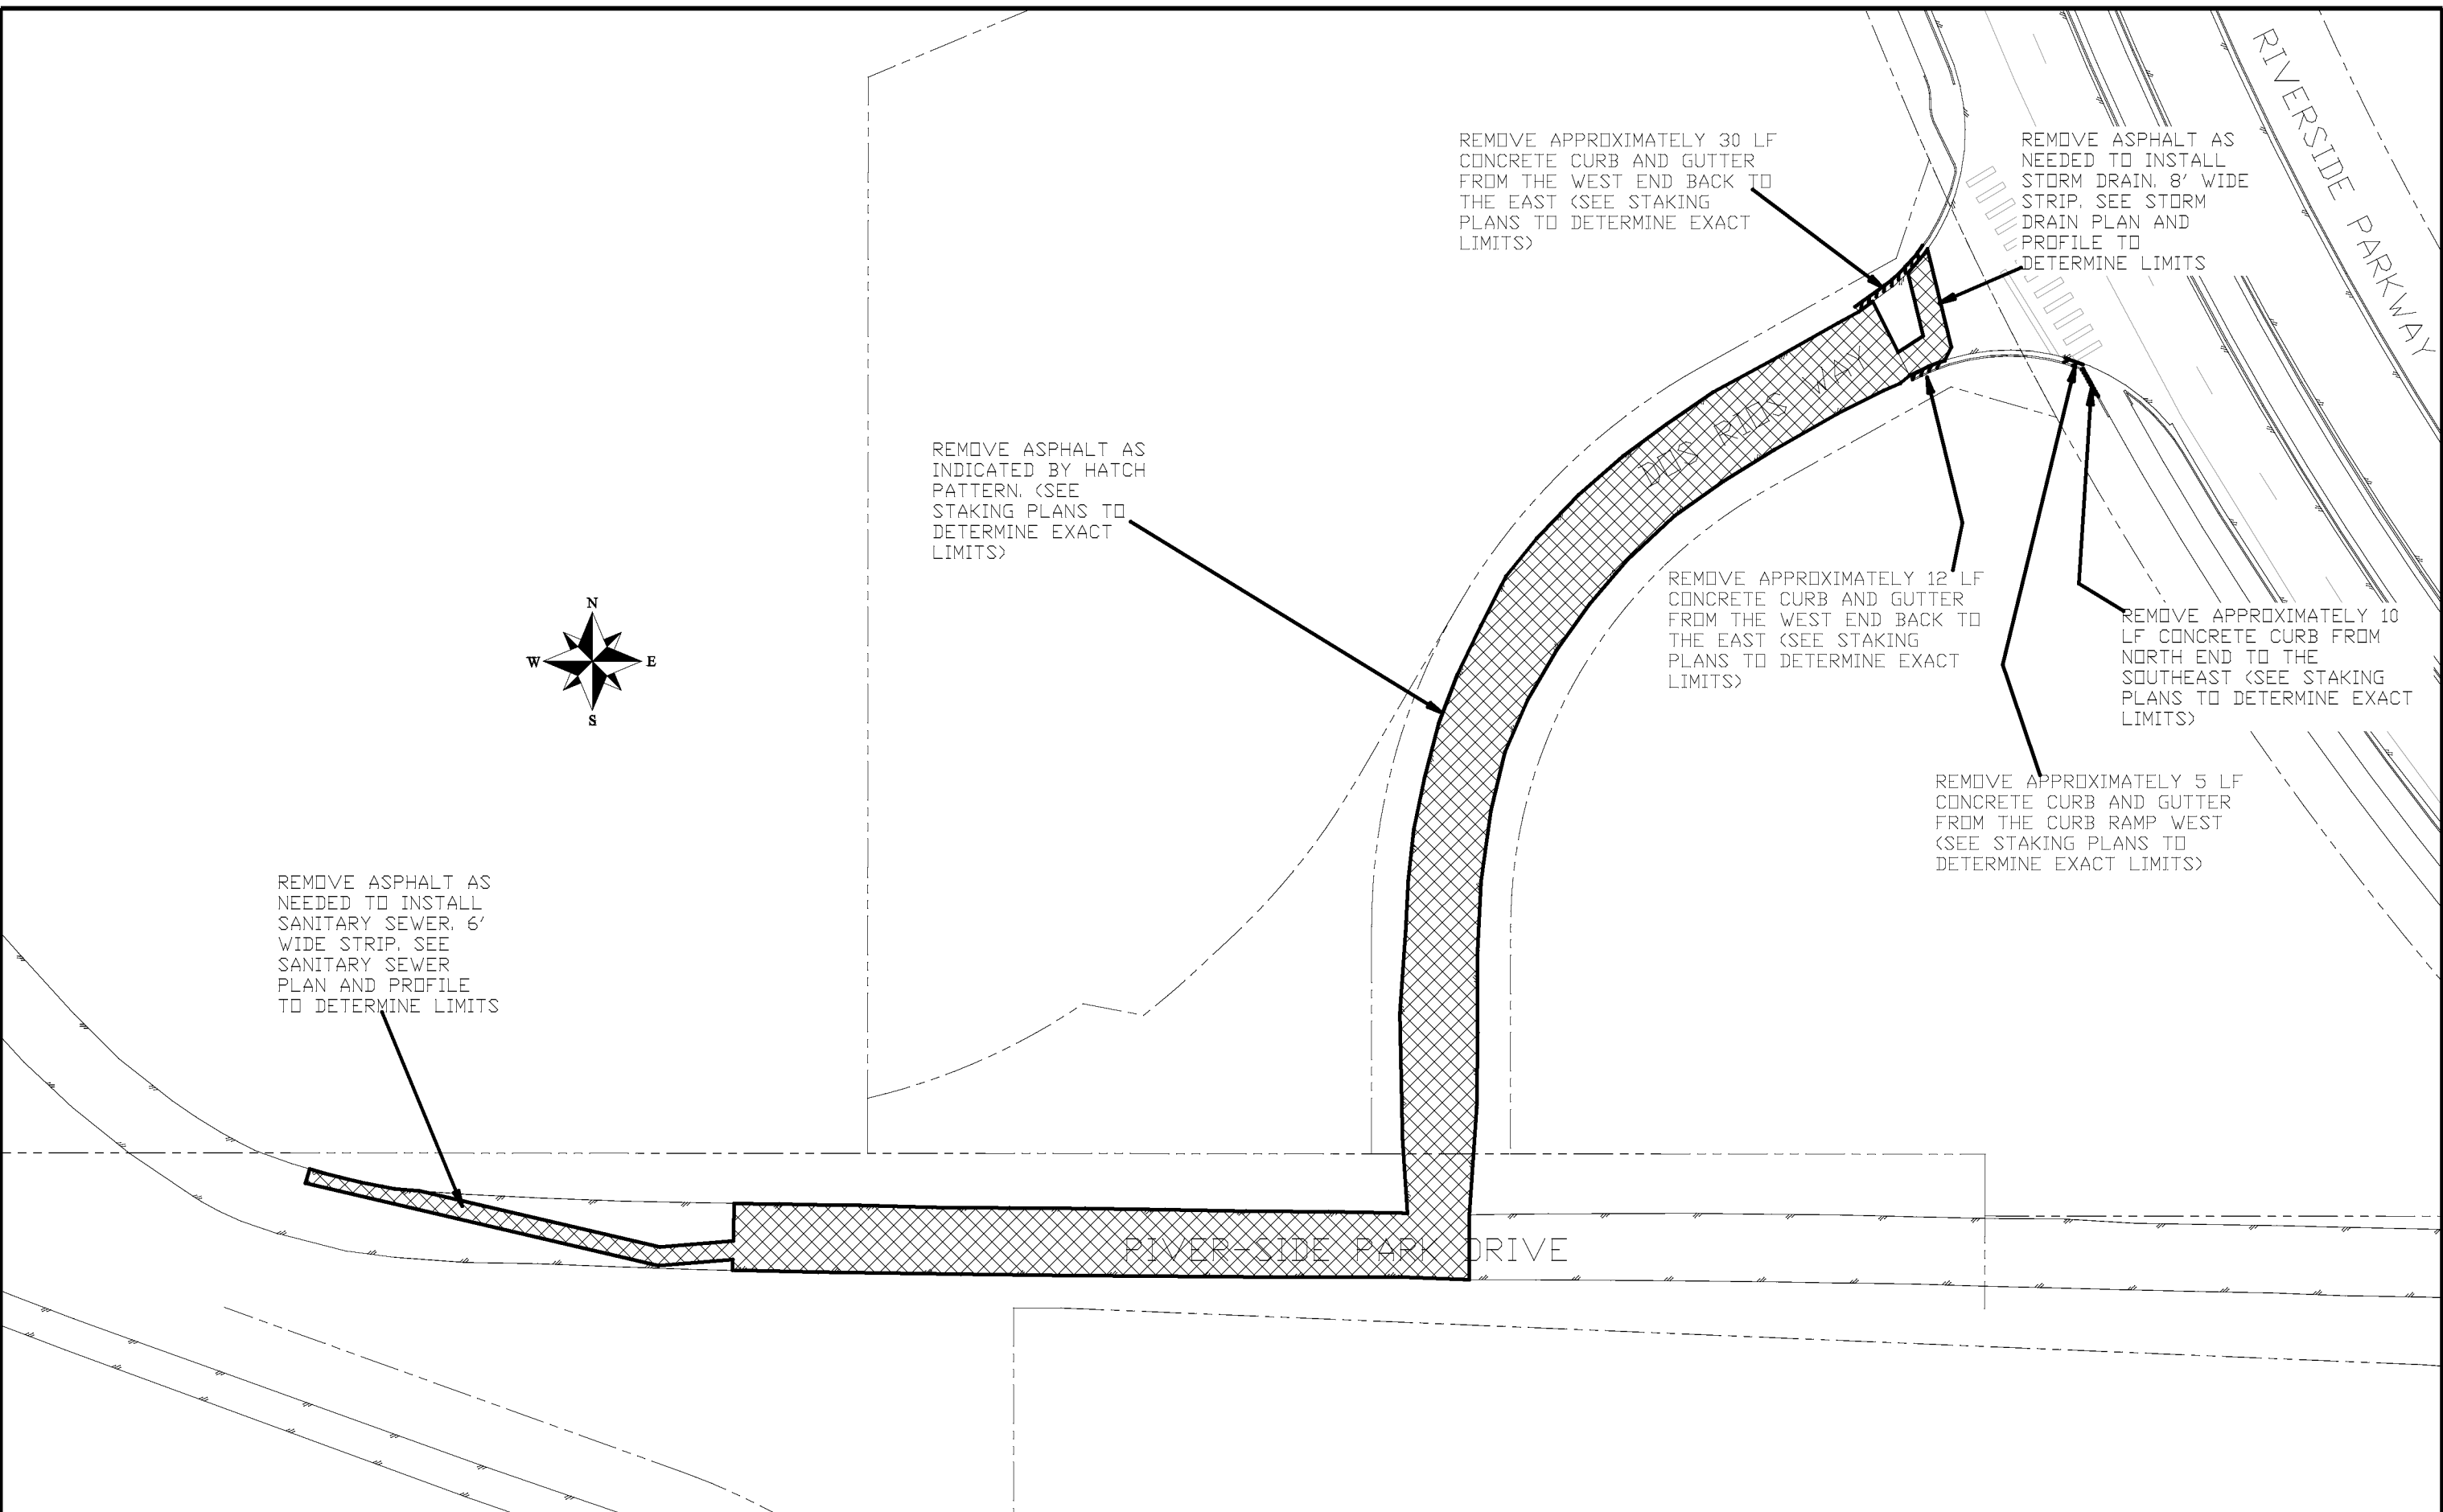 REMOVE APPROXIMATELY 30 LF
CONCRETE CURB AND GUTTER
FROM THE WEST END BACK TO
THE EAST (SEE STAKING
PLANS TO DETERMINE EXACT
LIMITS)
REMOVE ASPHALT AS
NEEDED TO INSTALL
STORM DRAIN. 8' WIDE
STRIP. SEE STORM
DRAIN PLAN AND
PROFILE TO
DETERMINE LIMITS
RIVERSIDE PARKWAY
DOS RIOS WAY
REMOVE ASPHALT AS
INDICATED BY HATCH
PATTERN. (SEE
STAKING PLANS TO
DETERMINE EXACT
LIMITS)
REMOVE APPROXIMATELY 12 LF
CONCRETE CURB AND GUTTER
FROM THE WEST END BACK TO
THE EAST (SEE STAKING
PLANS TO DETERMINE EXACT
LIMITS)
REMOVE APPROXIMATELY 10
LF CONCRETE CURB FROM
NORTH END TO THE
SOUTHEAST (SEE STAKING
PLANS TO DETERMINE EXACT
LIMITS)
N
W E
S
REMOVE APPROXIMATELY 5 LF
CONCRETE CURB AND GUTTER
FROM THE CURB RAMP WEST
(SEE STAKING PLANS TO
DETERMINE EXACT LIMITS)
REMOVE ASPHALT AS
NEEDED TO INSTALL
SANITARY SEWER. 6'
WIDE STRIP. SEE
SANITARY SEWER
PLAN AND PROFILE
TO DETERMINE LIMITS
RIVER-SIDE PARK DRIVE